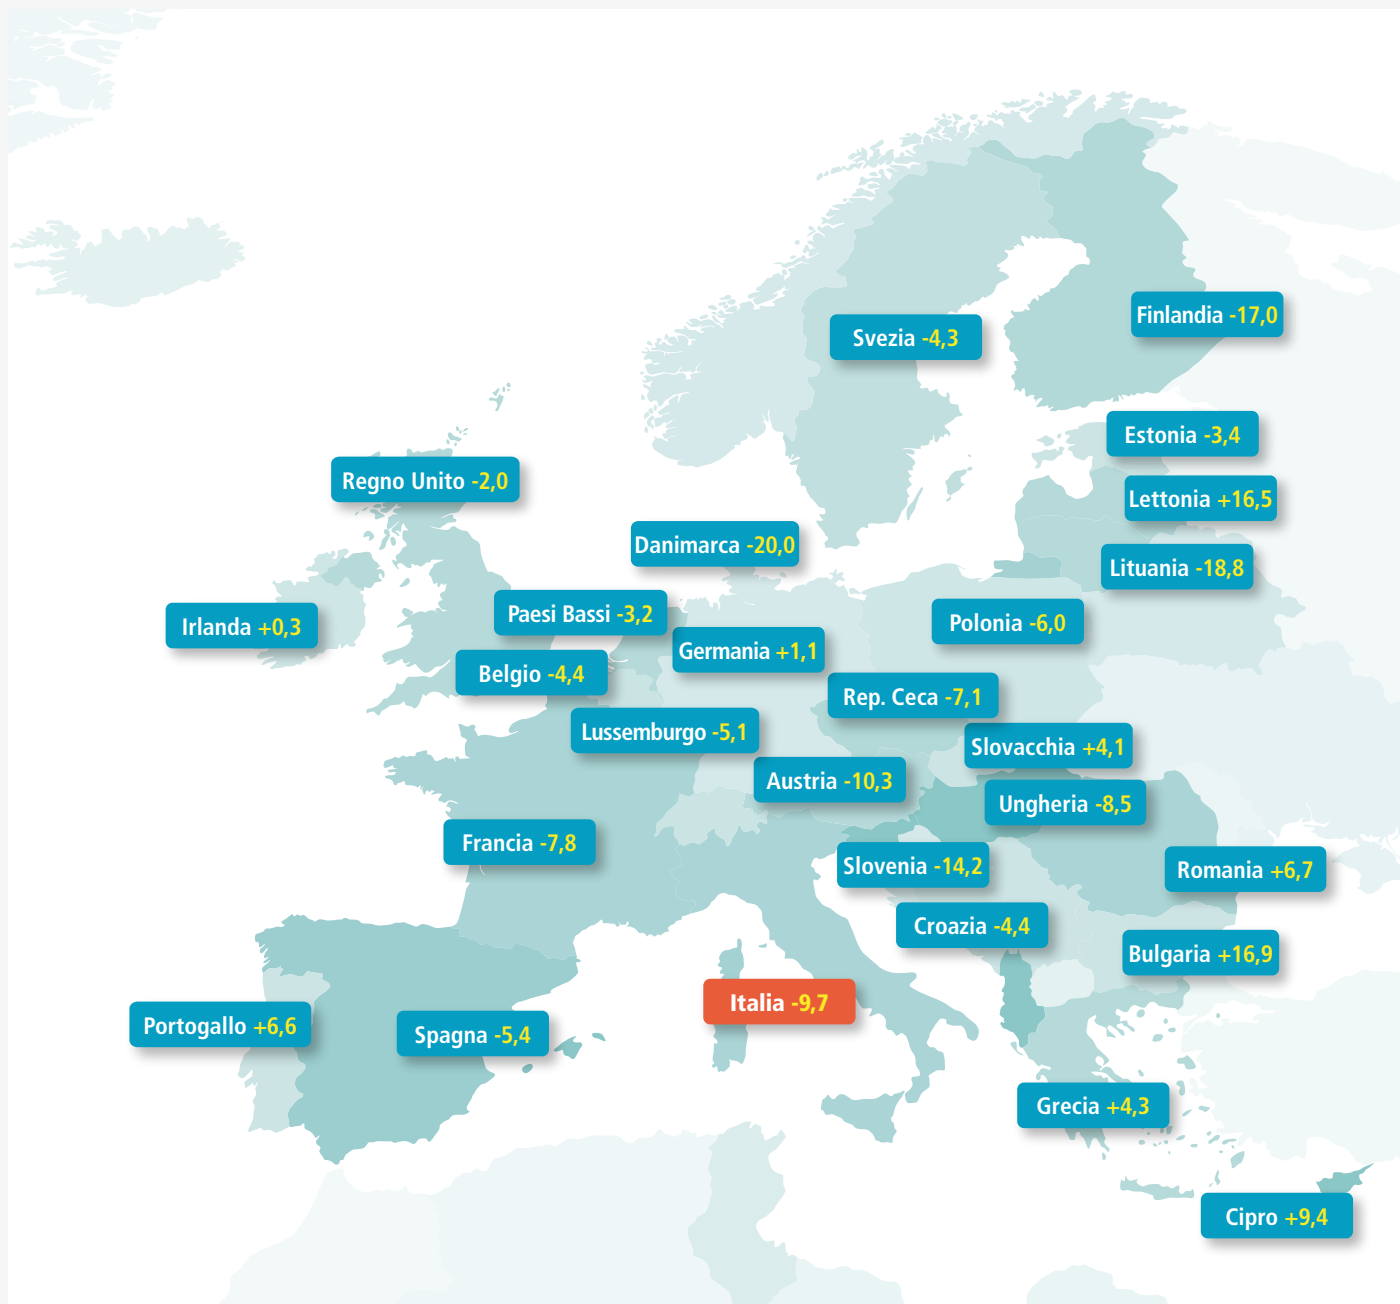 Finlandia -17,0
Svezia -4,3
Estonia -3,4
Regno Unito -2,0
Lettonia +16,5
Danimarca -20,0
Lituania -18,8
Paesi Bassi -3,2
Polonia -6,0
Irlanda +0,3
Germania +1,1
Belgio -4,4
Rep. Ceca -7,1
Lussemburgo -5,1
Slovacchia +4,1
Austria -10,3
Ungheria -8,5
Francia -7,8
Slovenia -14,2
Romania +6,7
Croazia -4,4
Bulgaria +16,9
Italia -9,7
Portogallo +6,6
Spagna -5,4
Grecia +4,3
Cipro +9,4